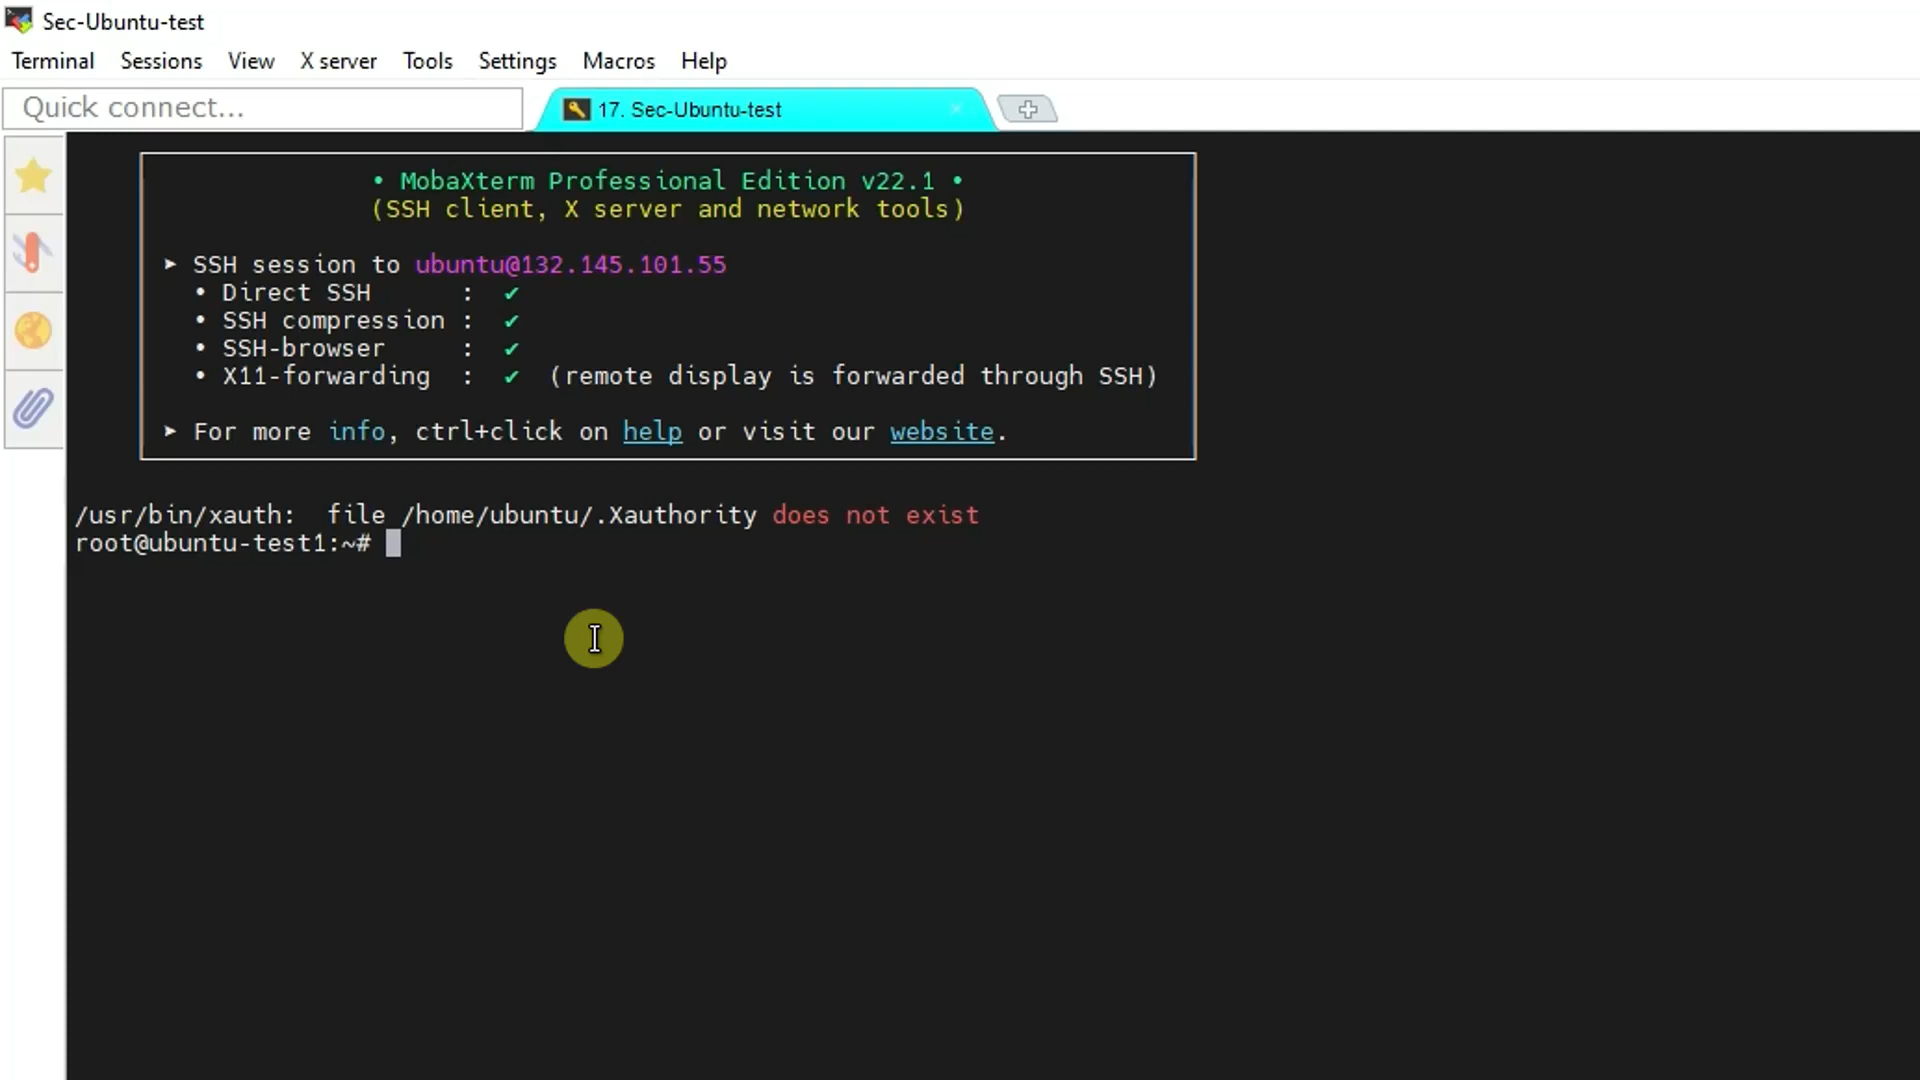 Sec-Ubuntu-test
Terminal Sessions View X server Tools Settings Macros Help
Quick connect...
17. Sec-Ubuntu-test
• MobaXterm Professional Edition v22.1 •
(SSH client, X server and network tools)
➤ SSH session to ubuntu@132.145.101.55
• Direct SSH : ✔
• SSH compression : ✔
• SSH-browser : ✔
• X11-forwarding : ✔ (remote display is forwarded through SSH)
➤ For more info, ctrl+click on help or visit our website.
/usr/bin/xauth: file /home/ubuntu/.Xauthority does not exist
root@ubuntu-test1:~#